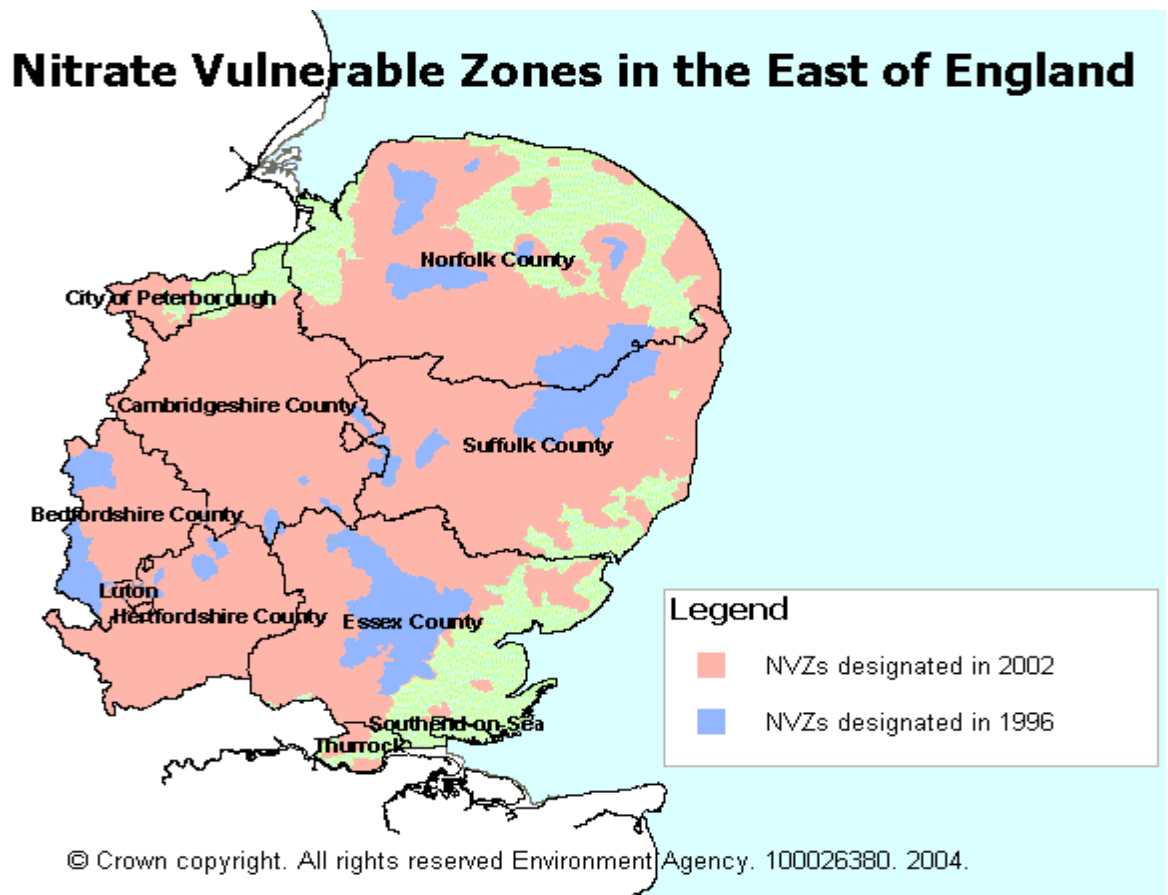 Nitrate Vulnerable Zones in the East of England
Norfolk County
City of Peterborough
Cambridgeshire County
Suffolk County
Bedfordshire County
Luton
Hertfordshire County
Essex County
Southend-on-Sea
Thurrock
Legend
NVZs designated in 2002
NVZs designated in 1996
© Crown copyright. All rights reserved Environment Agency. 100026380. 2004.